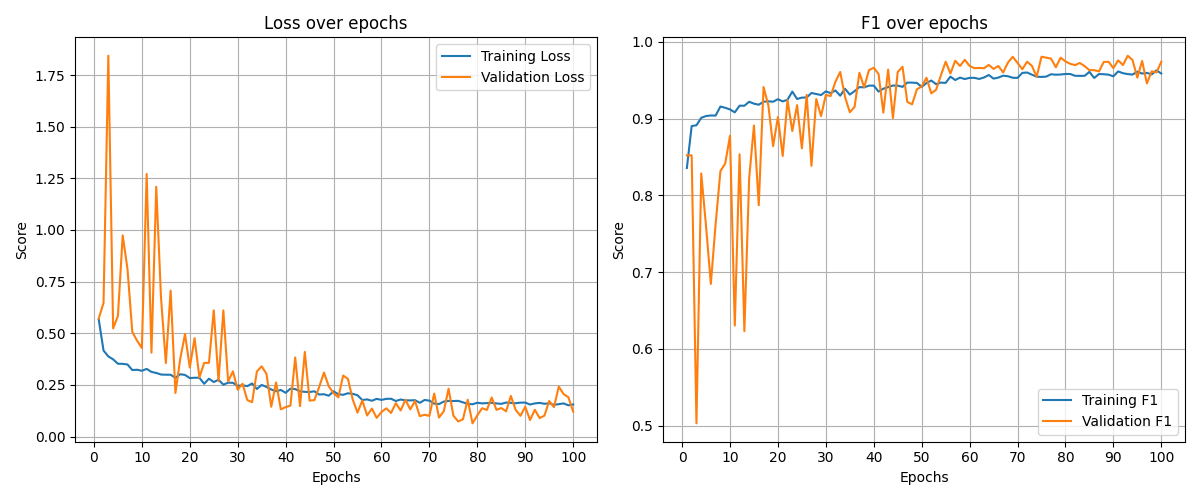 Loss over epochs
Training Loss
Validation Loss
1.75
1.50
1.25
1.00
0.75
0.50
0.25
0.00
Score
0 10 20 30 40 50 60 70 80 90 100
Epochs
F1 over epochs
1.0
0.9
0.8
0.7
0.6
0.5
Score
Training F1
Validation F1
0 10 20 30 40 50 60 70 80 90 100
Epochs